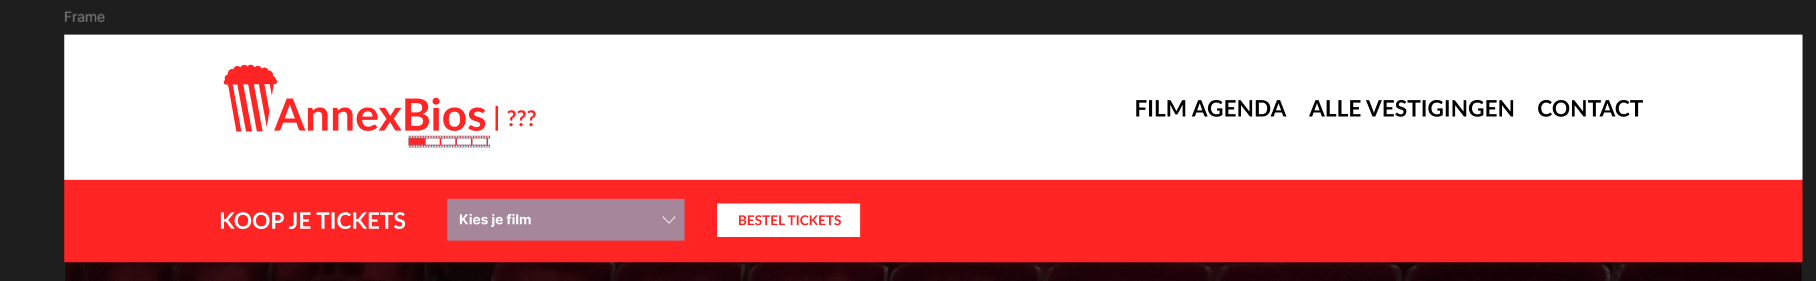 Frame
AnnexBios | ???
FILM AGENDA ALLE VESTIGINGEN CONTACT
KOOP JE TICKETS Kies je film BESTEL TICKETS